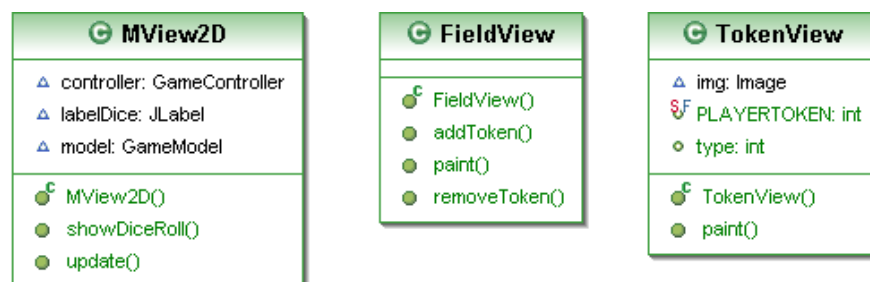 MView2D
controller: GameController
labelDice: JLabel
model: GameModel
MView2D()
showDiceRoll()
update()
FieldView
FieldView()
addToken()
paint()
removeToken()
TokenView
img: Image
PLAYERTOKEN: int
type: int
TokenView()
paint()